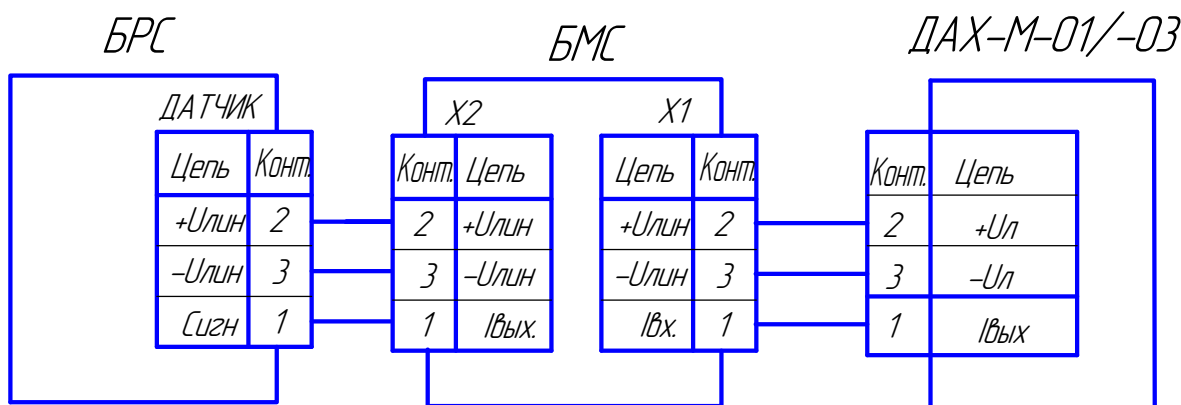 БРС БМС ДАХ-М-01/-03
ДАТЧИК X2 X1
Цепь Конт. Конт. Цепь Цепь Конт. Конт. Цепь
+Uлин 2 2 +Uлин +Uлин 2 2 +Uл
-Uлин 3 3 -Uлин -Uлин 3 3 -Uл
Сигн 1 1 Iвых. Iвх. 1 1 Iвых